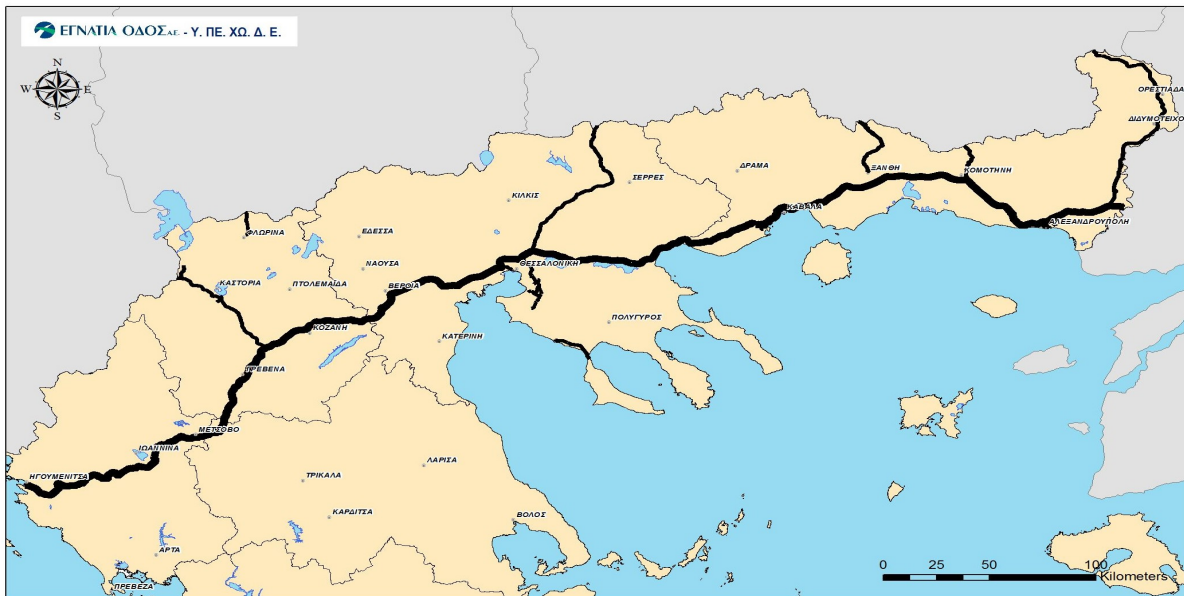 ΕΓΝΑΤΙΑ ΟΔΟΣ Α.Ε. - Υ. ΠΕ. ΧΩ. Δ. Ε.
N
W E
S
ΟΡΕΣΤΙΑΔΑ
ΔΙΔΥΜΟΤΕΙΧΟ
ΔΡΑΜΑ
ΞΑΝΘΗ
ΚΟΜΟΤΗΝΗ
ΣΕΡΡΕΣ
ΚΙΛΚΙΣ
ΚΑΒΑΛΑ
ΑΛΕΞΑΝΔΡΟΥΠΟΛΗ
ΦΛΩΡΙΝΑ
ΕΔΕΣΣΑ
ΝΑΟΥΣΑ
ΘΕΣΣΑΛΟΝΙΚΗ
ΚΑΣΤΟΡΙΑ
ΠΤΟΛΕΜΑΪΔΑ
ΒΕΡΟΙΑ
ΠΟΛΥΓΥΡΟΣ
ΚΟΖΑΝΗ
ΚΑΤΕΡΙΝΗ
ΓΡΕΒΕΝΑ
ΜΕΤΣΟΒΟ
ΙΩΑΝΝΙΝΑ
ΗΓΟΥΜΕΝΙΤΣΑ
ΛΑΡΙΣΑ
ΤΡΙΚΑΛΑ
ΚΑΡΔΙΤΣΑ
ΒΟΛΟΣ
ΑΡΤΑ
ΠΡΕΒΕΖΑ
0 25 50 100
Kilometers